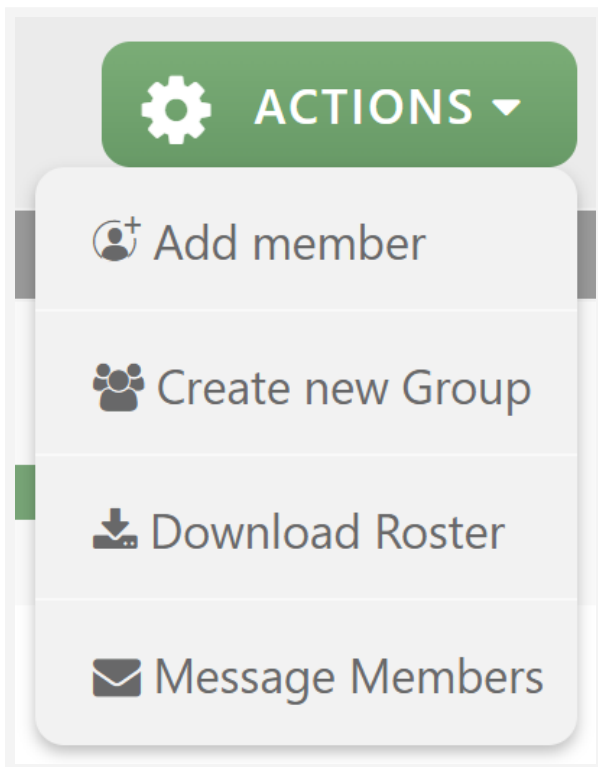 ACTIONS
Add member
Create new Group
Download Roster
Message Members